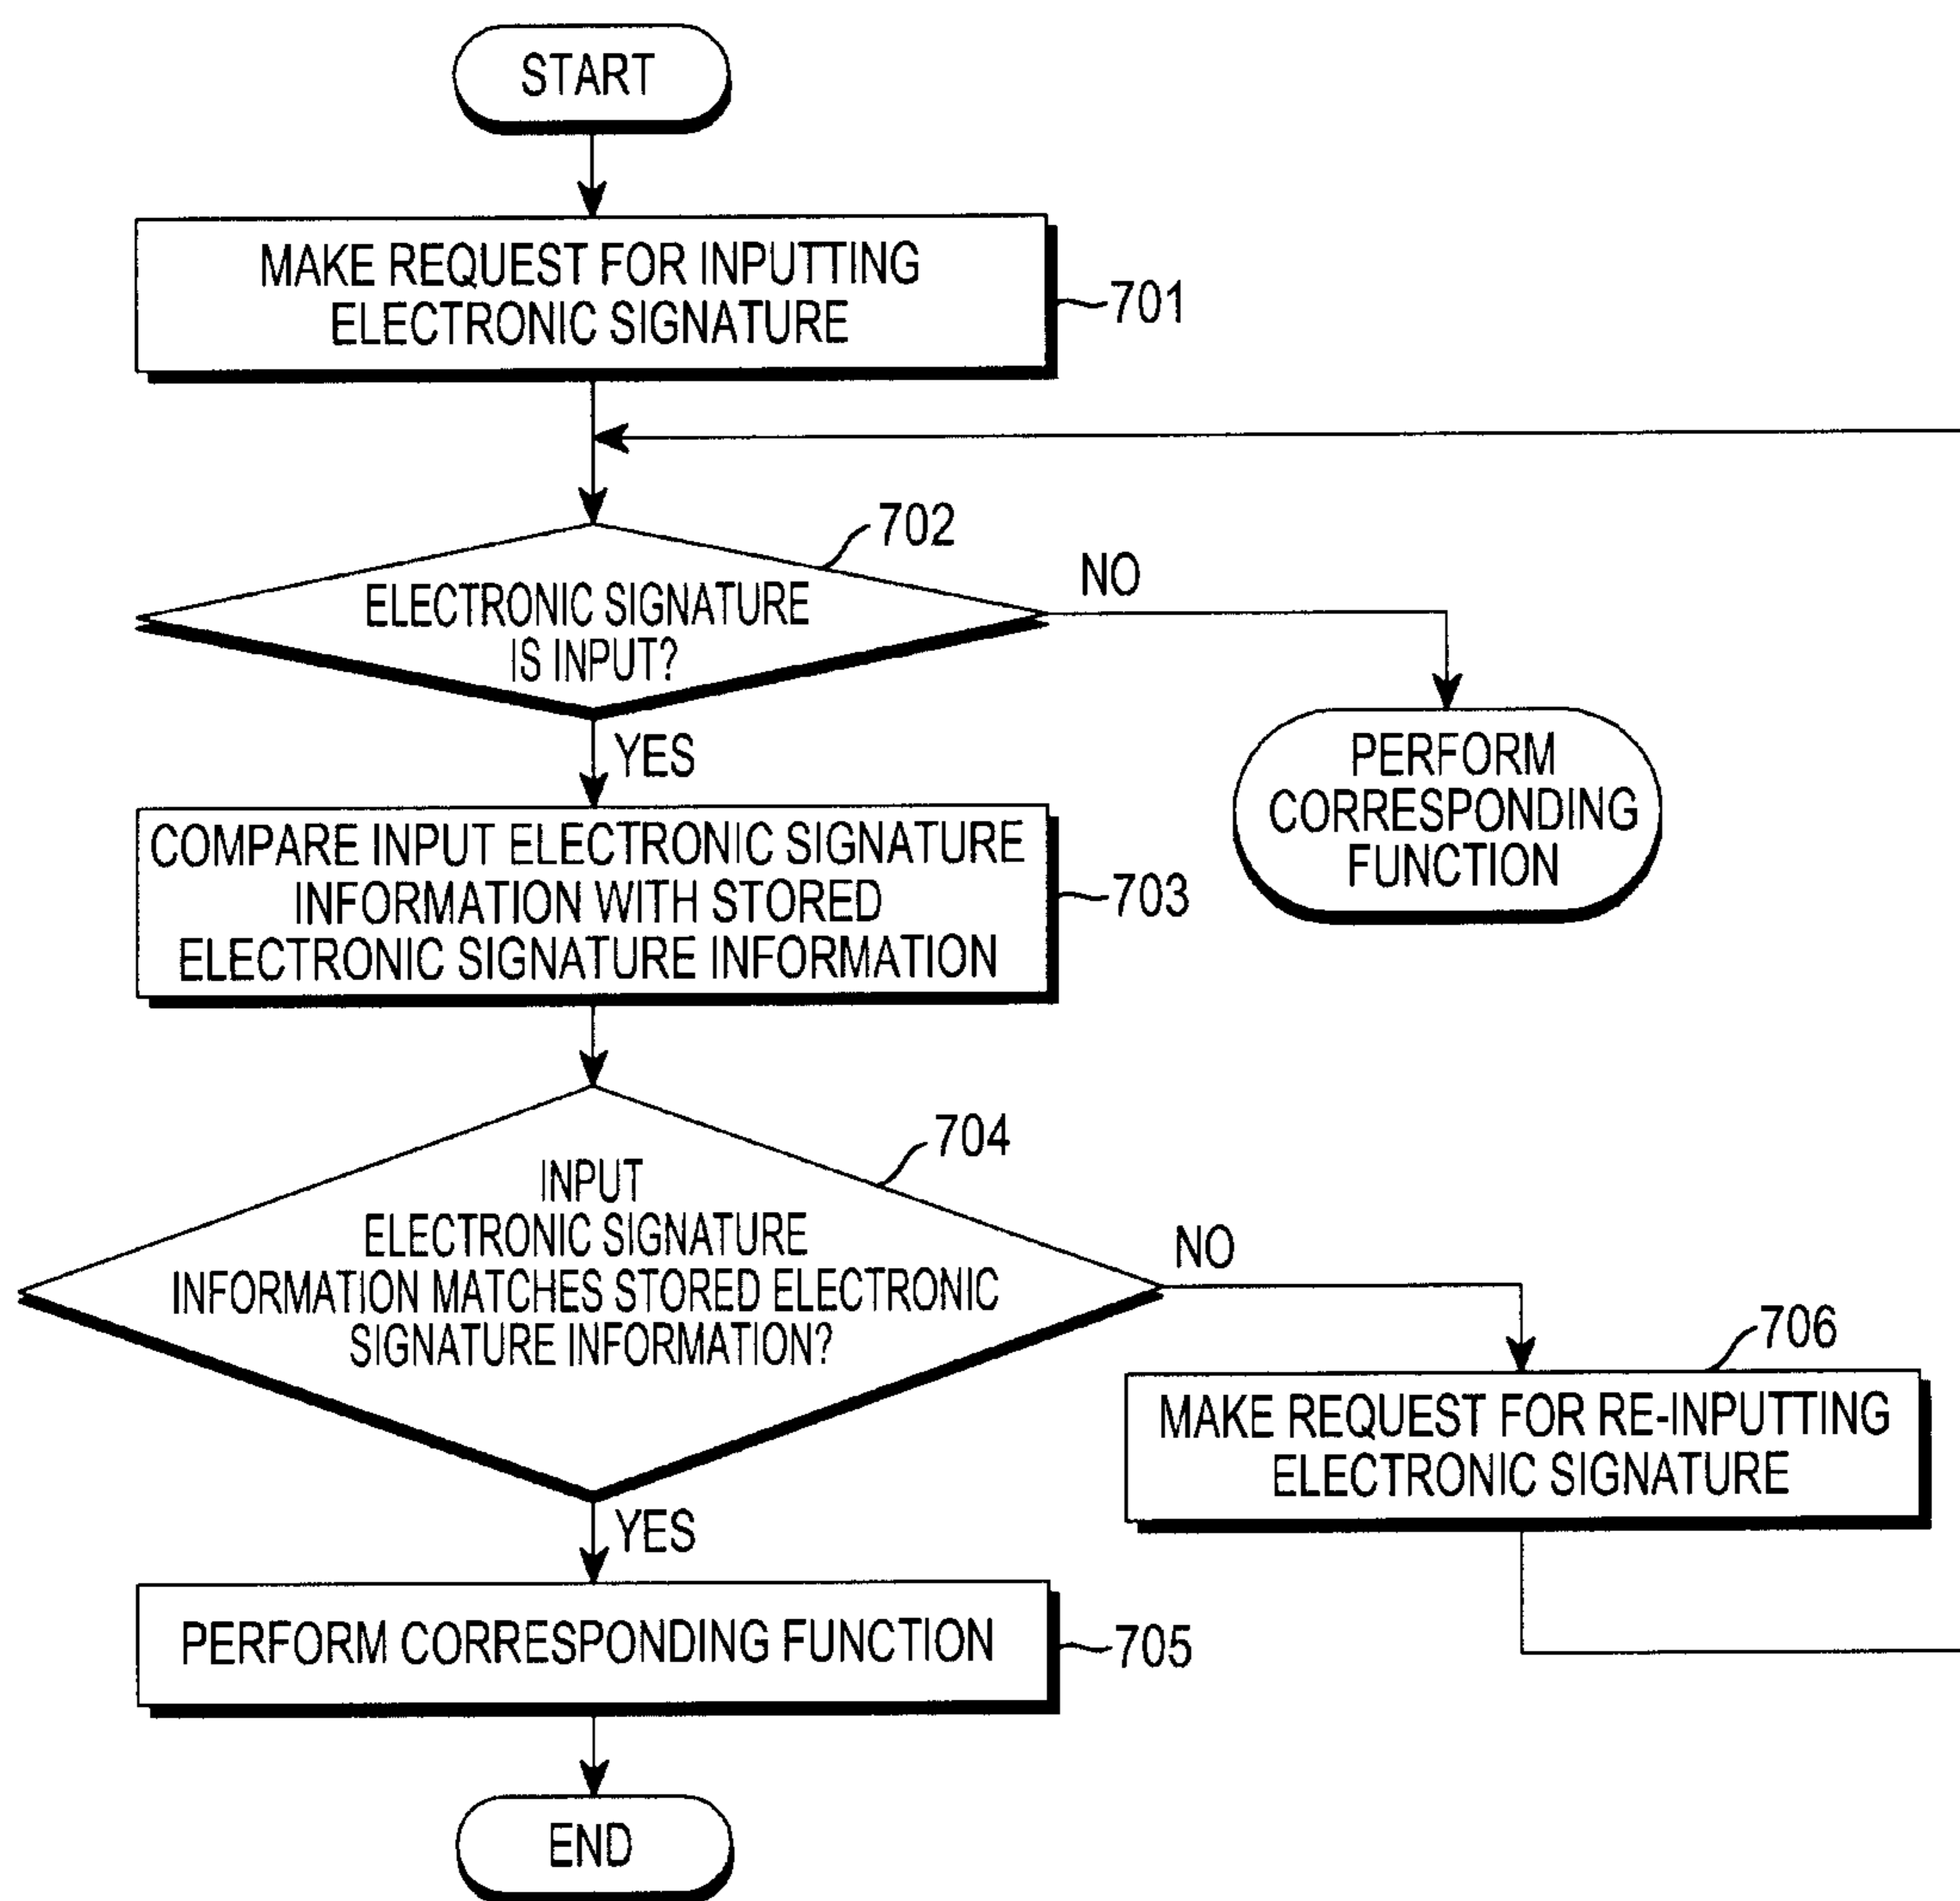 START
MAKE REQUEST FOR INPUTTING
ELECTRONIC SIGNATURE
701
702
ELECTRONIC SIGNATURE
IS INPUT?
NO
YES
PERFORM
CORRESPONDING
FUNCTION
COMPARE INPUT ELECTRONIC SIGNATURE
INFORMATION WITH STORED
ELECTRONIC SIGNATURE INFORMATION
703
704
INPUT
ELECTRONIC SIGNATURE
INFORMATION MATCHES STORED ELECTRONIC
SIGNATURE INFORMATION?
NO
706
MAKE REQUEST FOR RE-INPUTTING
ELECTRONIC SIGNATURE
YES
PERFORM CORRESPONDING FUNCTION
705
END